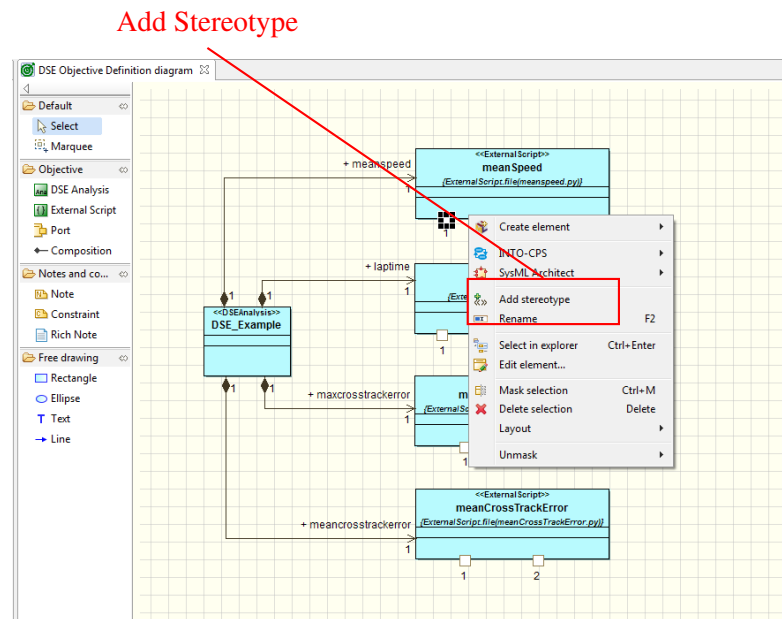 Add Stereotype
DSE Objective Definition diagram
Default
Select
Marquee
Objective
DSE Analysis
External Script
Port
Composition
Notes and co...
Note
Constraint
Rich Note
Free drawing
Rectangle
Ellipse
T Text
Line
<<ExternalScript>>
meanSpeed
{ExternalScript.file(meanspeed.py)}
+ meanspeed
1
1
+ laptime
1
{Exte
1
1
1
<<DSEAnalysis>>
DSE_Example
1
1
+ maxcrosstrackerror
1
m
{ExternalSc
1
<<ExternalScript>>
meanCrossTrackError
{ExternalScript.file(meanCrossTrackError.py)}
+ meancrosstrackerror
1
1
2
Create element
INTO-CPS
SysML Architect
Add stereotype
Rename F2
Select in explorer Ctrl+Enter
Edit element...
Mask selection Ctrl+M
Delete selection Delete
Layout
Unmask